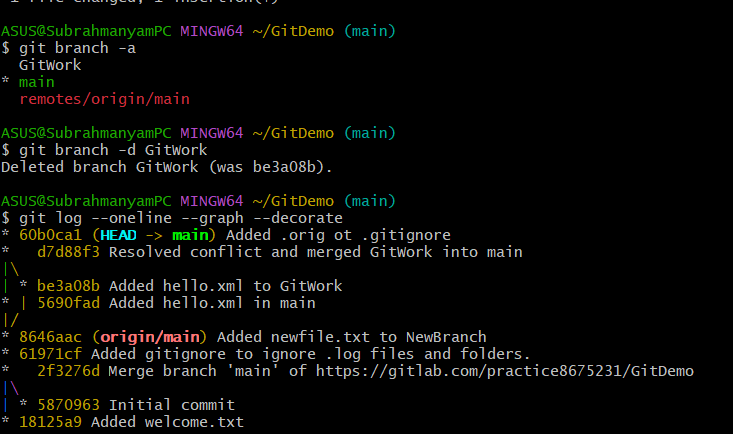 1 file changed, 1 insertion(+)
ASUS@SubrahmanyamPC MINGW64 ~/GitDemo (main)
$ git branch -a
  GitWork
* main
  remotes/origin/main
ASUS@SubrahmanyamPC MINGW64 ~/GitDemo (main)
$ git branch -d GitWork
Deleted branch GitWork (was be3a08b).
ASUS@SubrahmanyamPC MINGW64 ~/GitDemo (main)
$ git log --oneline --graph --decorate
* 60b0ca1 (HEAD -> main) Added .orig ot .gitignore
*   d7d88f3 Resolved conflict and merged GitWork into main
|\
| * be3a08b Added hello.xml to GitWork
* | 5690fad Added hello.xml in main
|/
* 8646aac (origin/main) Added newfile.txt to NewBranch
* 61971cf Added gitignore to ignore .log files and folders.
*   2f3276d Merge branch 'main' of https://gitlab.com/practice8675231/GitDemo
|\
| * 5870963 Initial commit
* 18125a9 Added welcome.txt